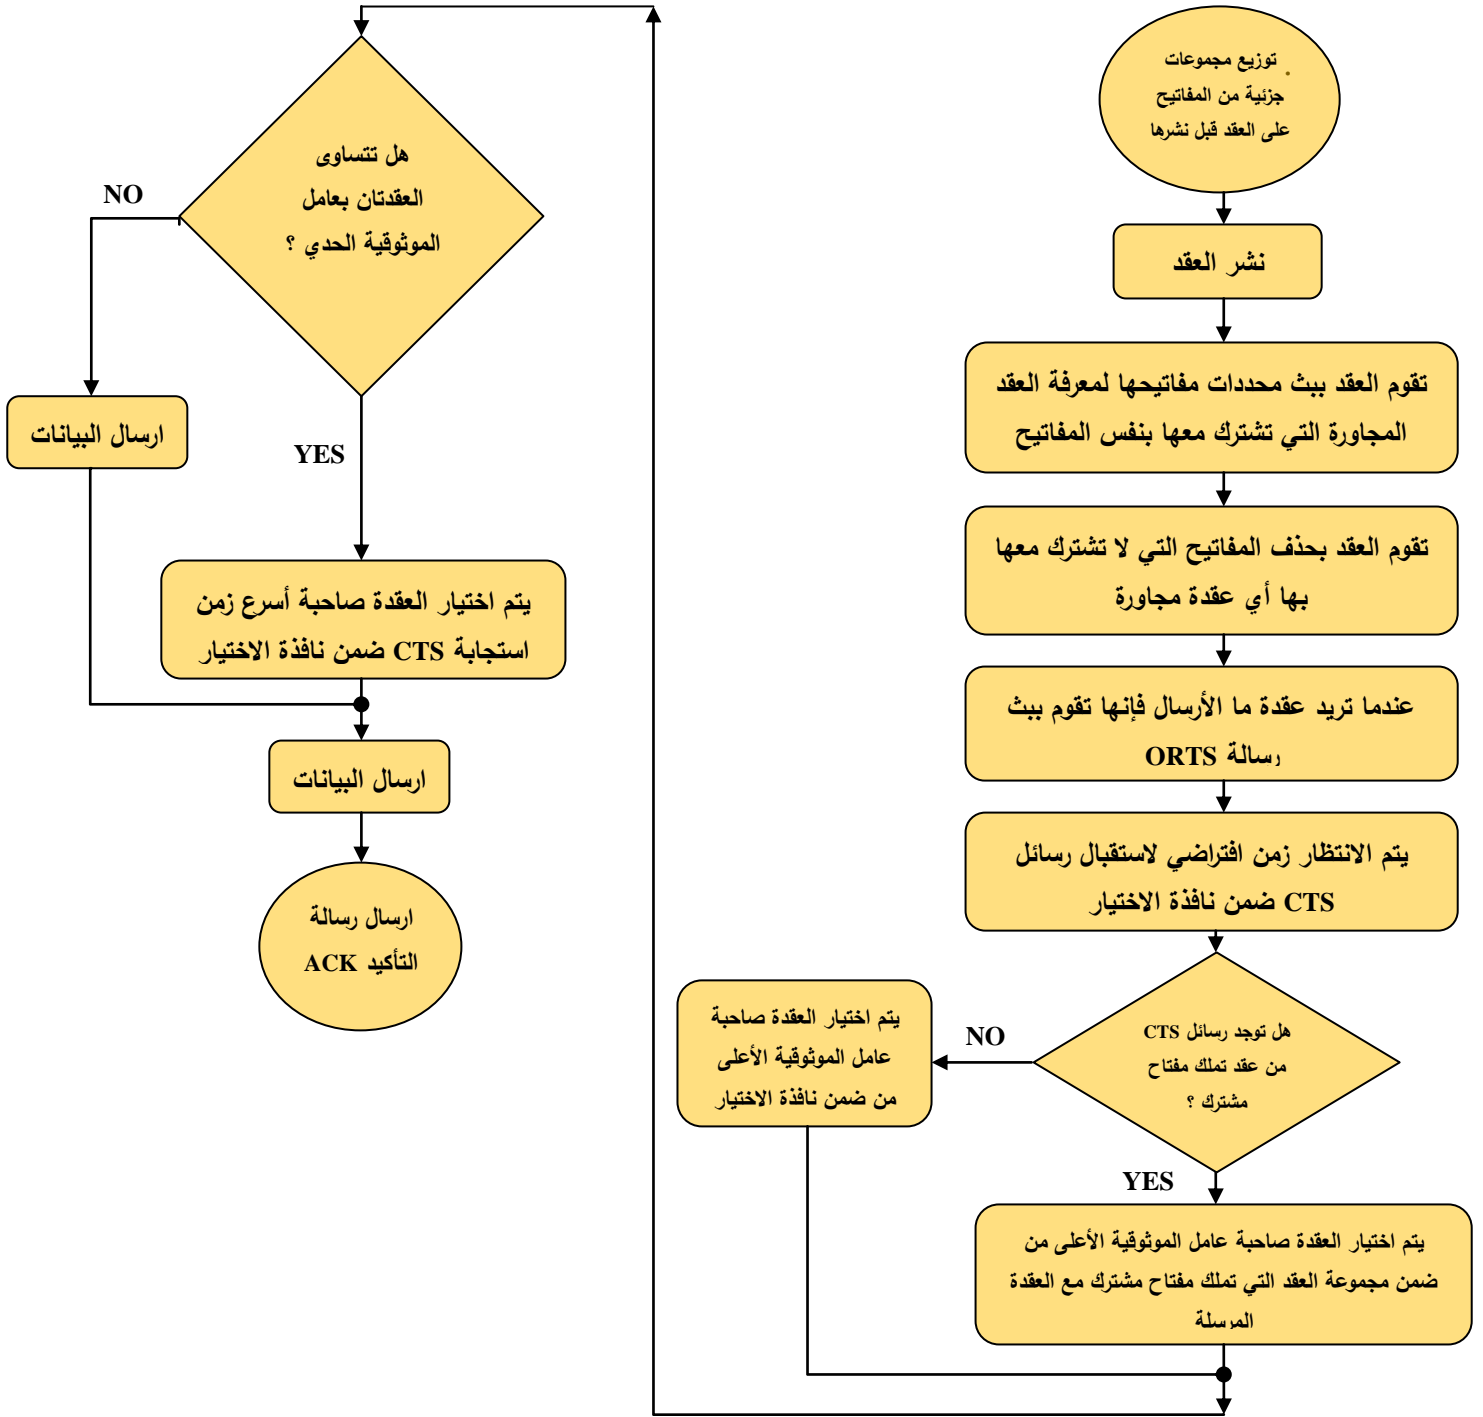 توزيع مجموعات
جزئية من المفاتيح
على العقد قبل نشرها
نشر العقد
تقوم العقد ببث محددات مفاتيحها لمعرفة العقد
المجاورة التي تشترك معها بنفس المفاتيح
تقوم العقد بحذف المفاتيح التي لا تشترك معها
بها أي عقدة مجاورة
عندما تريد عقدة ما الأرسال فإنها تقوم ببث
رسالة ORTS
يتم الانتظار زمن افتراضي لاستقبال رسائل
CTS ضمن نافذة الاختيار
هل توجد رسائل CTS
من عقد تملك مفتاح
مشترك ؟
NO
يتم اختيار العقدة صاحبة
عامل الموثوقية الأعلى
من ضمن نافذة الاختيار
YES
يتم اختيار العقدة صاحبة عامل الموثوقية الأعلى من
ضمن مجموعة العقد التي تملك مفتاح مشترك مع العقدة
المرسلة
هل تتساوى
العقدتان بعامل
الموثوقية الحدي ؟
NO
ارسال البيانات
YES
يتم اختيار العقدة صاحبة أسرع زمن
استجابة CTS ضمن نافذة الاختيار
ارسال البيانات
ارسال رسالة
التأكيد ACK